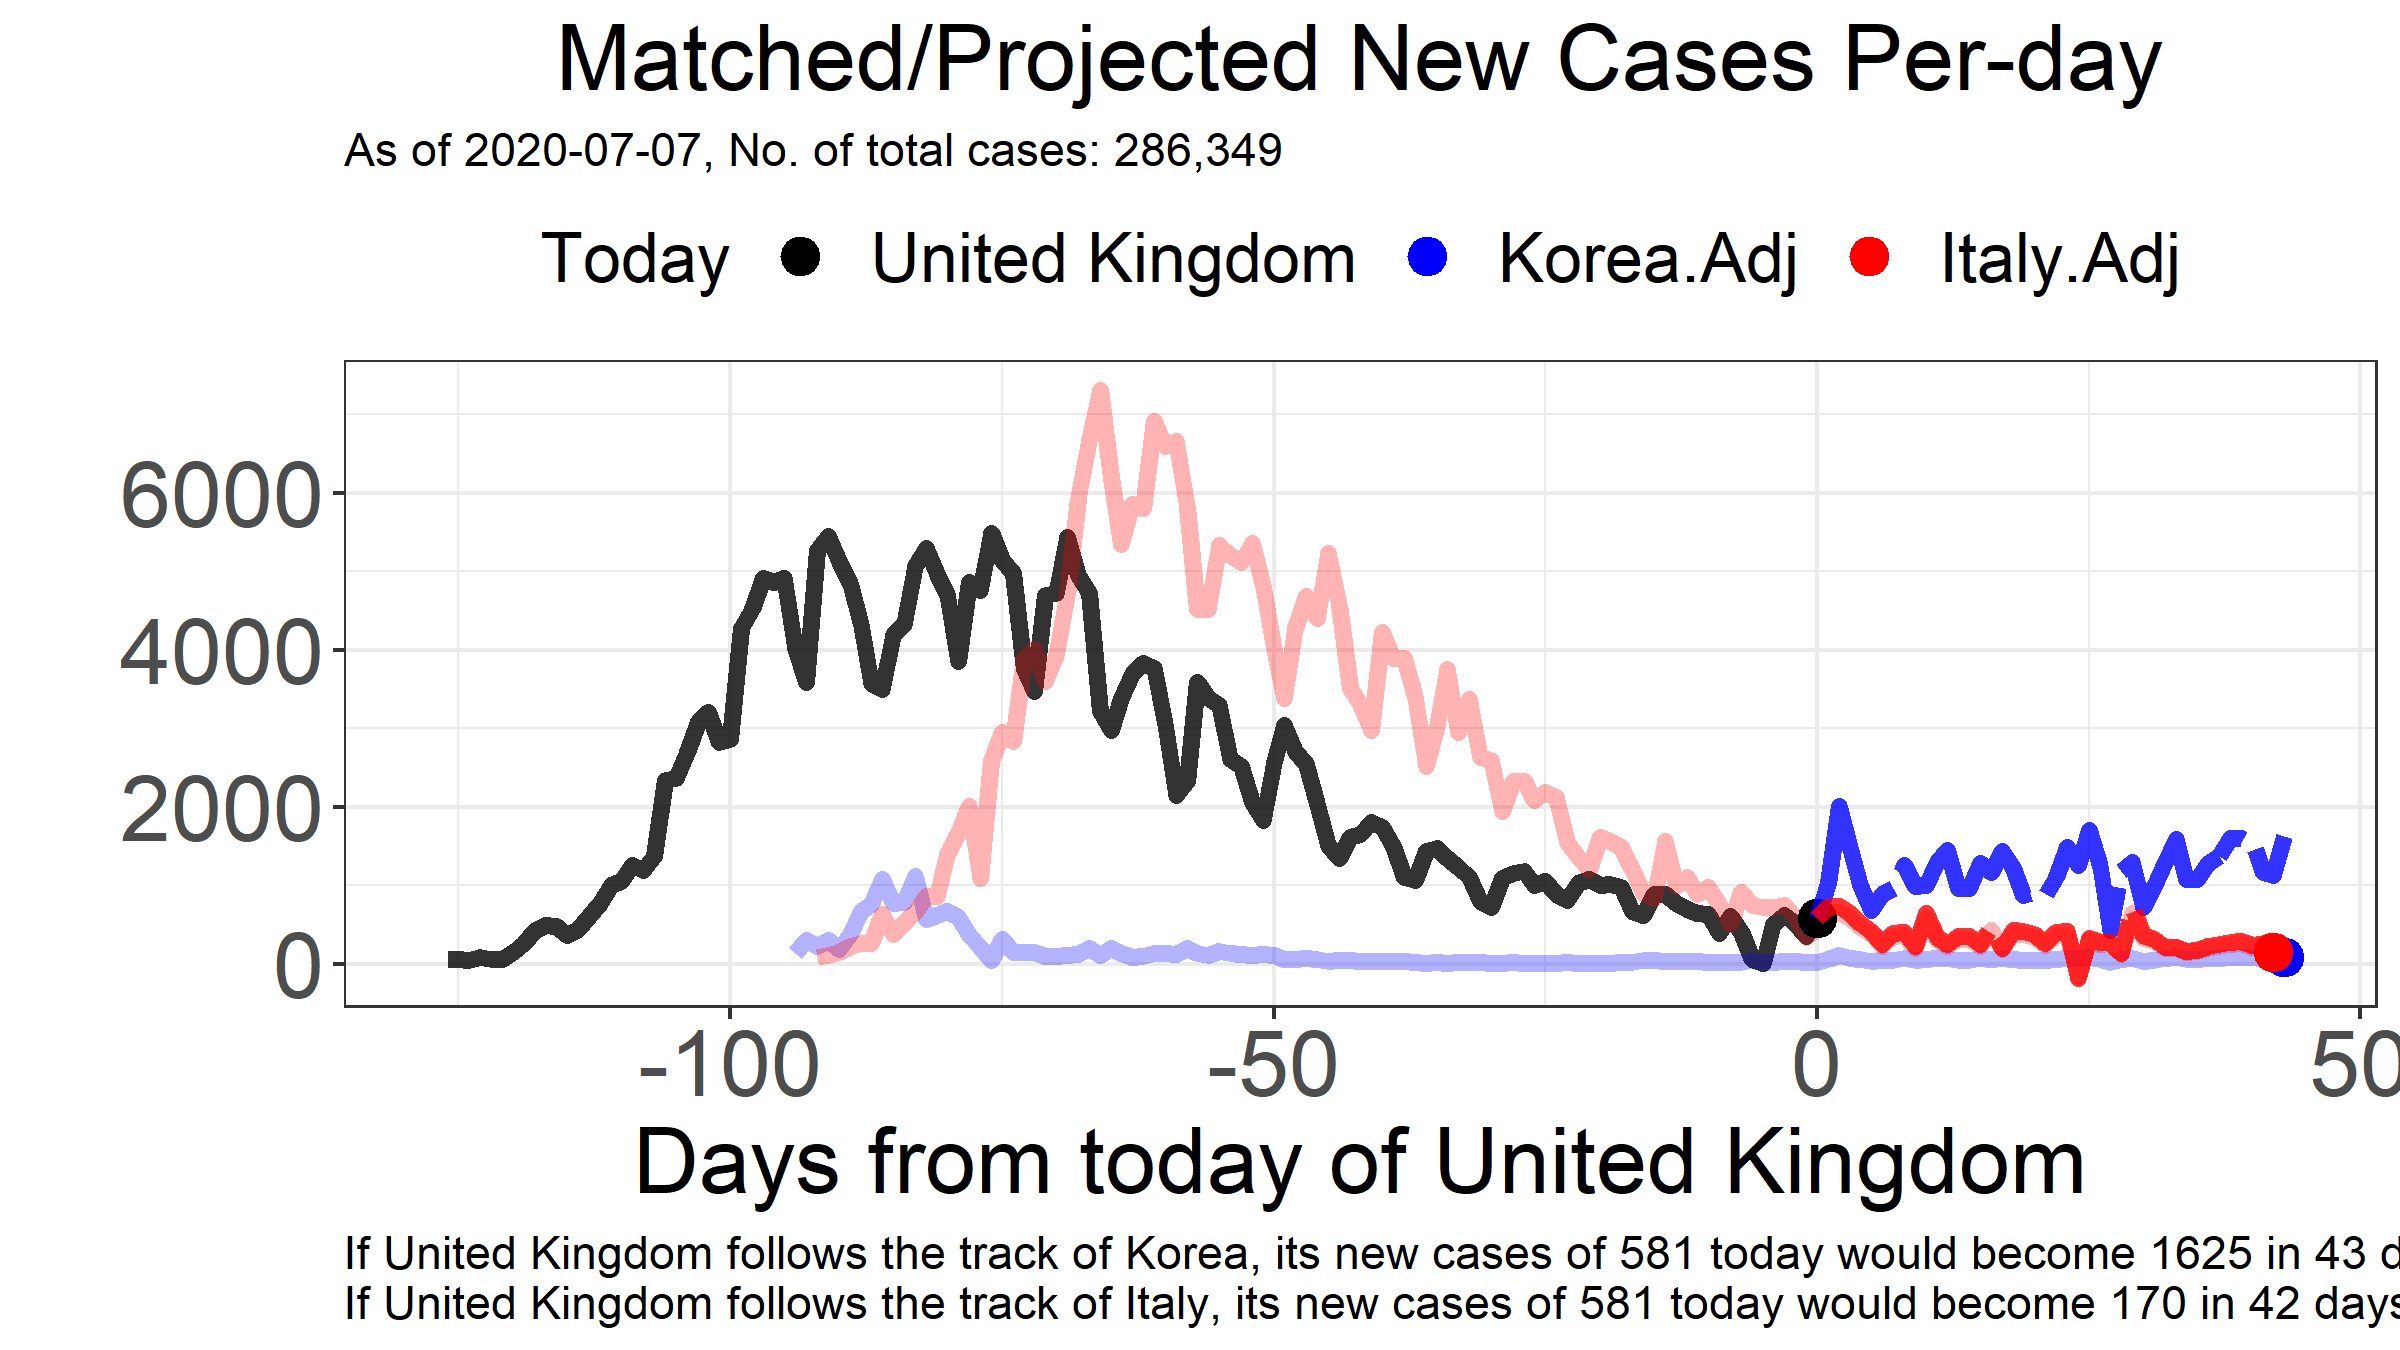 Matched/Projected New Cases Per-day
As of 2020-07-07, No. of total cases: 286,349
Today United Kingdom Korea.Adj Italy.Adj
6000
4000
2000
0
-100 -50 0 50
Days from today of United Kingdom
If United Kingdom follows the track of Korea, its new cases of 581 today would become 1625 in 43 d
If United Kingdom follows the track of Italy, its new cases of 581 today would become 170 in 42 days